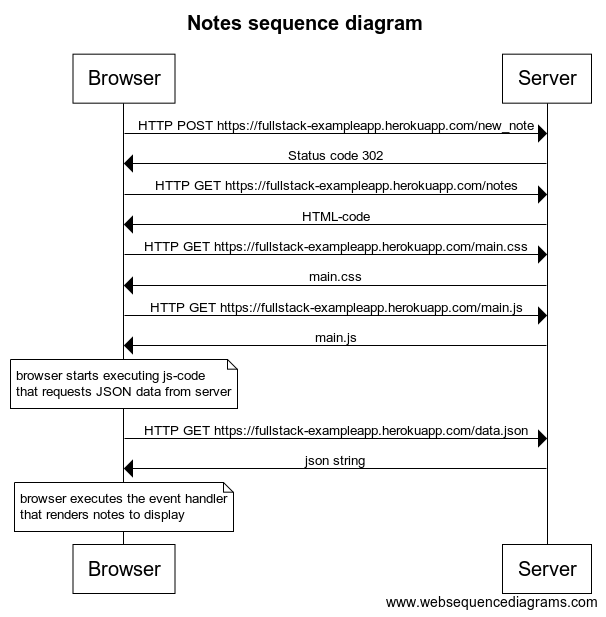 Notes sequence diagram
Browser
Server
HTTP POST https://fullstack-exampleapp.herokuapp.com/new_note
Status code 302
HTTP GET https://fullstack-exampleapp.herokuapp.com/notes
HTML-code
HTTP GET https://fullstack-exampleapp.herokuapp.com/main.css
main.css
HTTP GET https://fullstack-exampleapp.herokuapp.com/main.js
main.js
browser starts executing js-code
that requests JSON data from server
HTTP GET https://fullstack-exampleapp.herokuapp.com/data.json
json string
browser executes the event handler
that renders notes to display
Browser
Server
www.websequencediagrams.com